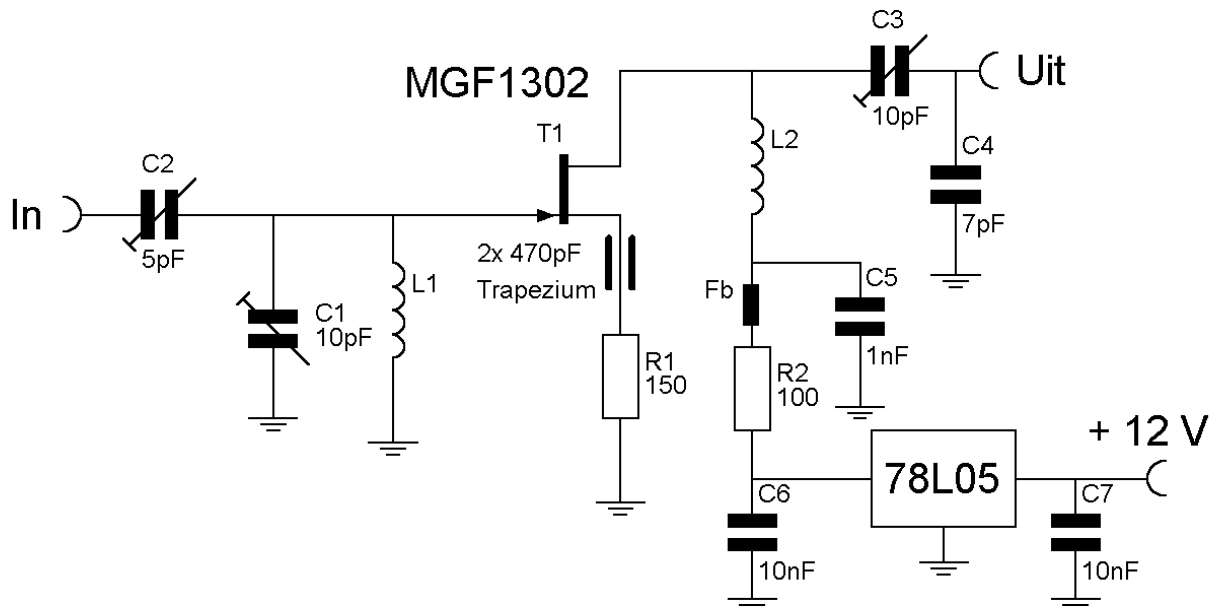 C3
10pF
Uit
MGF1302
T1
L2
C4
7pF
C2
5pF
In
2x 470pF
Trapezium
C1
10pF
L1
Fb
C5
1nF
R1
150
R2
100
+ 12 V
78L05
C6
10nF
C7
10nF